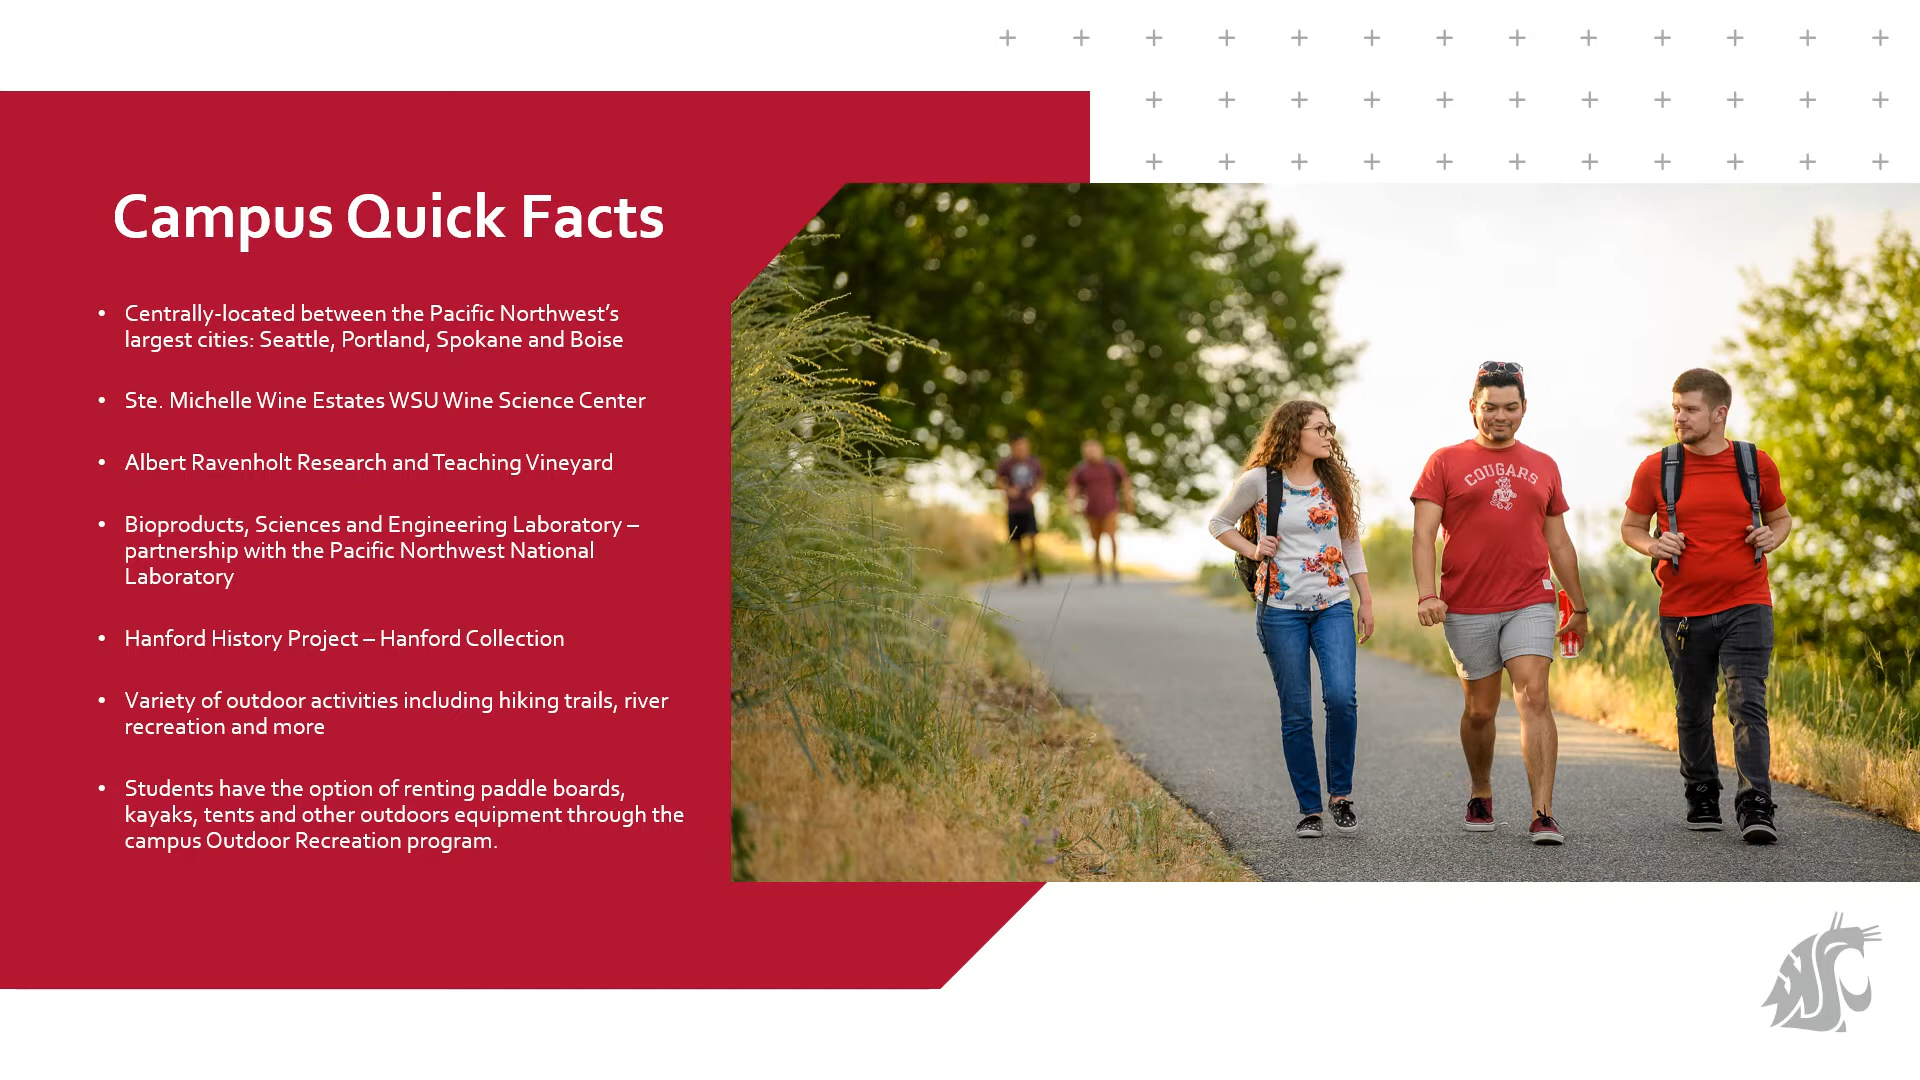 Campus Quick Facts
• Centrally-located between the Pacific Northwest’s
largest cities: Seattle, Portland, Spokane and Boise
• Ste. Michelle Wine Estates WSU Wine Science Center
• Albert Ravenholt Research and Teaching Vineyard
• Bioproducts, Sciences and Engineering Laboratory –
partnership with the Pacific Northwest National
Laboratory
• Hanford History Project – Hanford Collection
• Variety of outdoor activities including hiking trails, river
recreation and more
• Students have the option of renting paddle boards,
kayaks, tents and other outdoors equipment through the
campus Outdoor Recreation program.
COUGARS
WSC